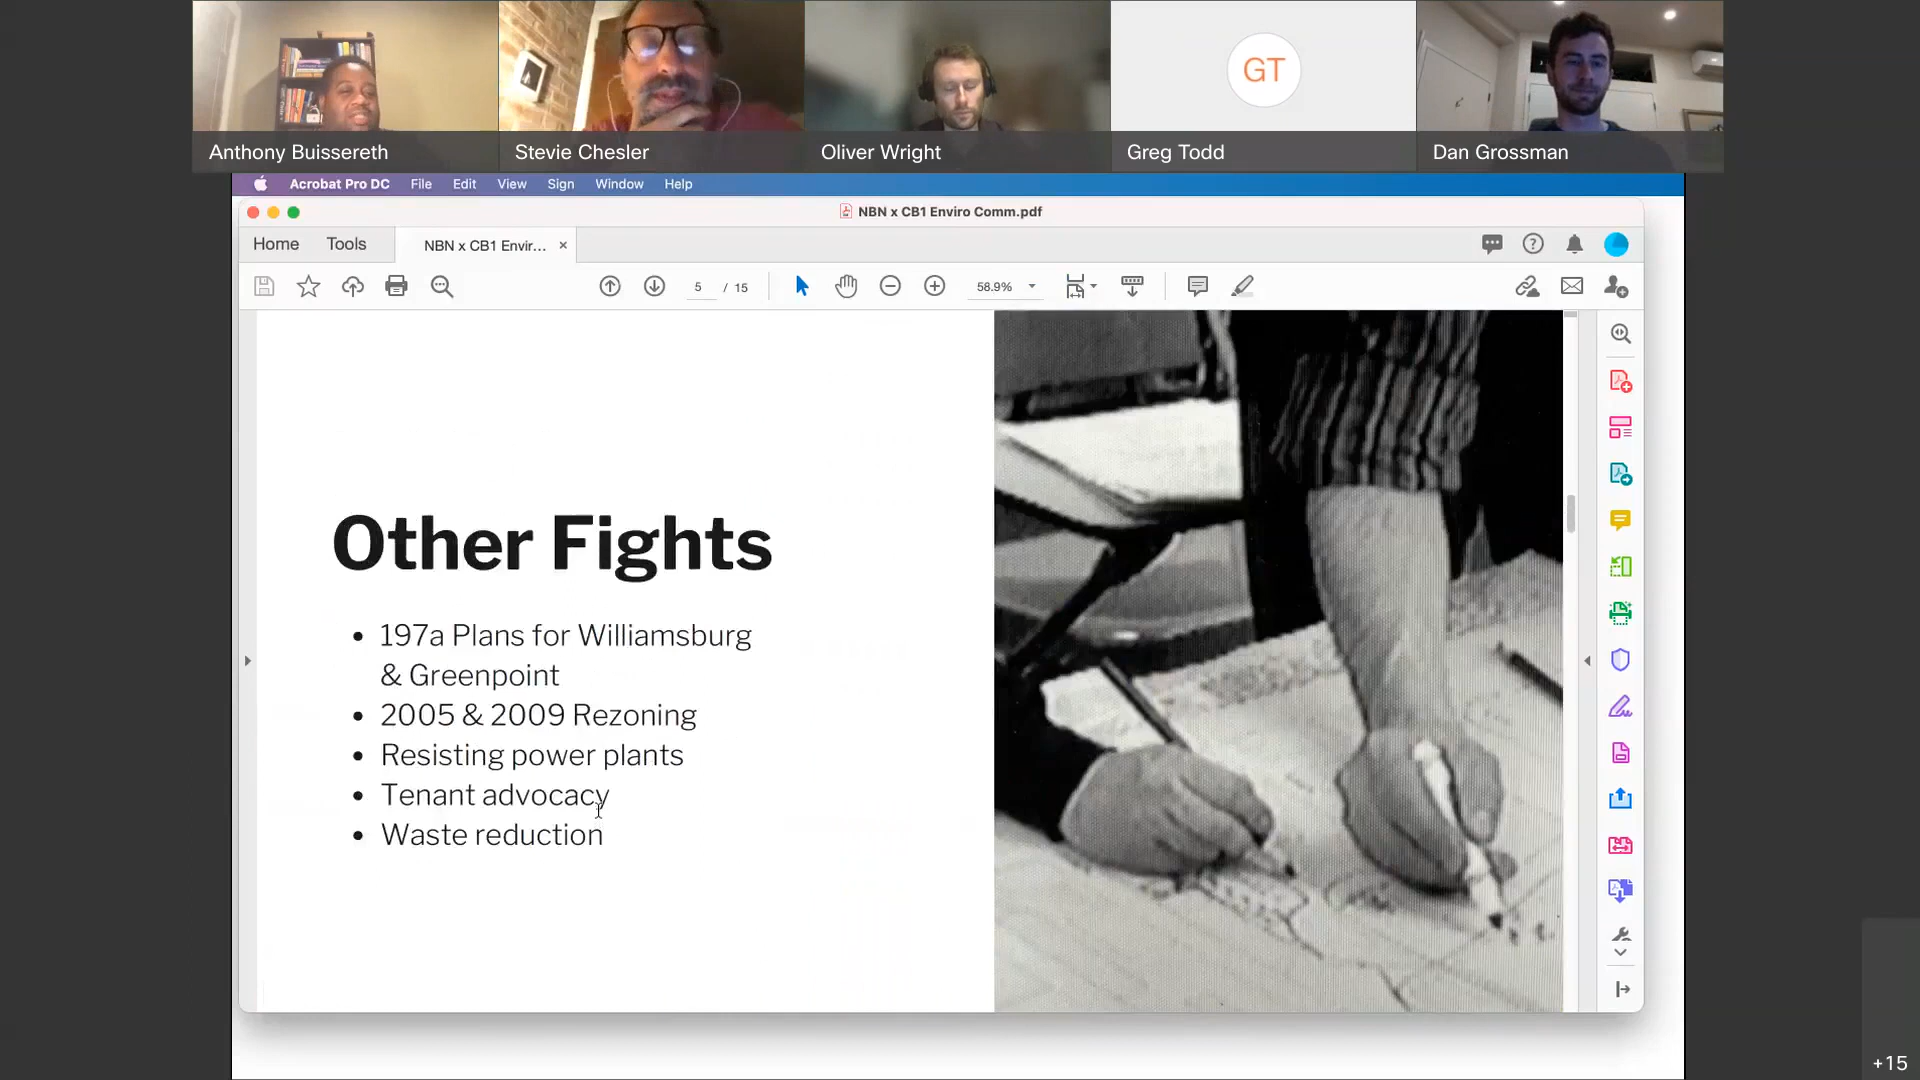 Anthony Buissereth
Stevie Chesler
Oliver Wright
GT
Greg Todd
Dan Grossman
Acrobat Pro DC File Edit View Sign Window Help
NBN x CB1 Enviro Comm.pdf
Home Tools NBN x CB1 Envir... ×
5 / 15 58.9%
Other Fights
• 197a Plans for Williamsburg
& Greenpoint
• 2005 & 2009 Rezoning
• Resisting power plants
• Tenant advocacy
• Waste reduction
+15